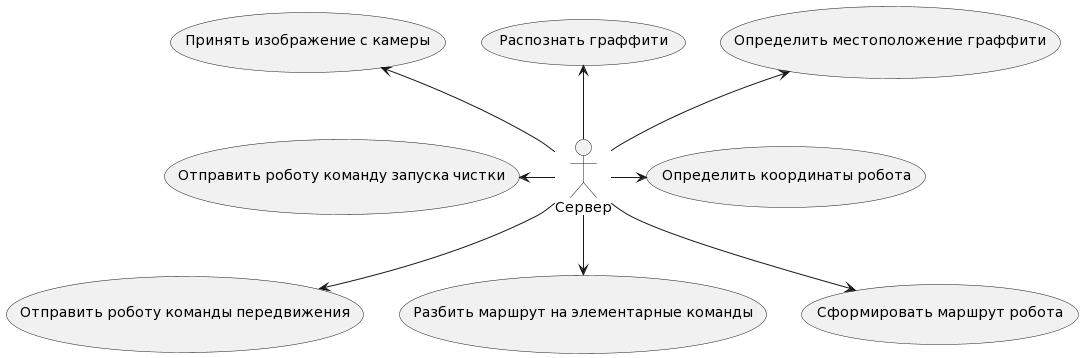 Принять изображение с камеры
Распознать граффити
Определить местоположение граффити
Отправить роботу команду запуска чистки
Определить координаты робота
Сервер
Отправить роботу команды передвижения
Разбить маршрут на элементарные команды
Сформировать маршрут робота